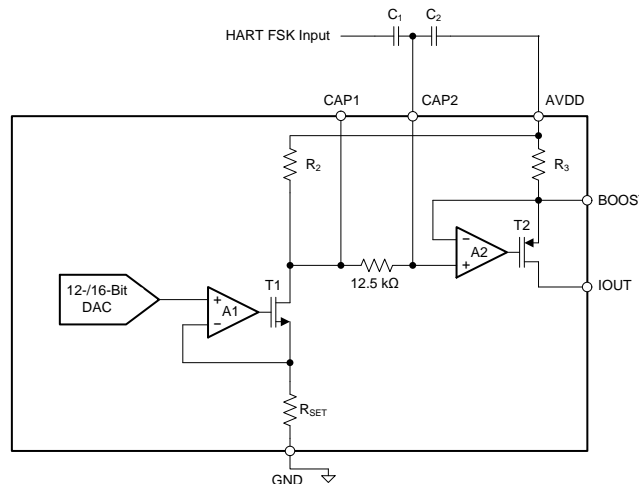 C1 C2
HART FSK Input
CAP1 CAP2 AVDD
R2 R3
BOOST
T2
A2
12.5 kΩ
IOUT
12-/16-Bit
DAC
T1
A1
RSET
GND
+
−
−
+